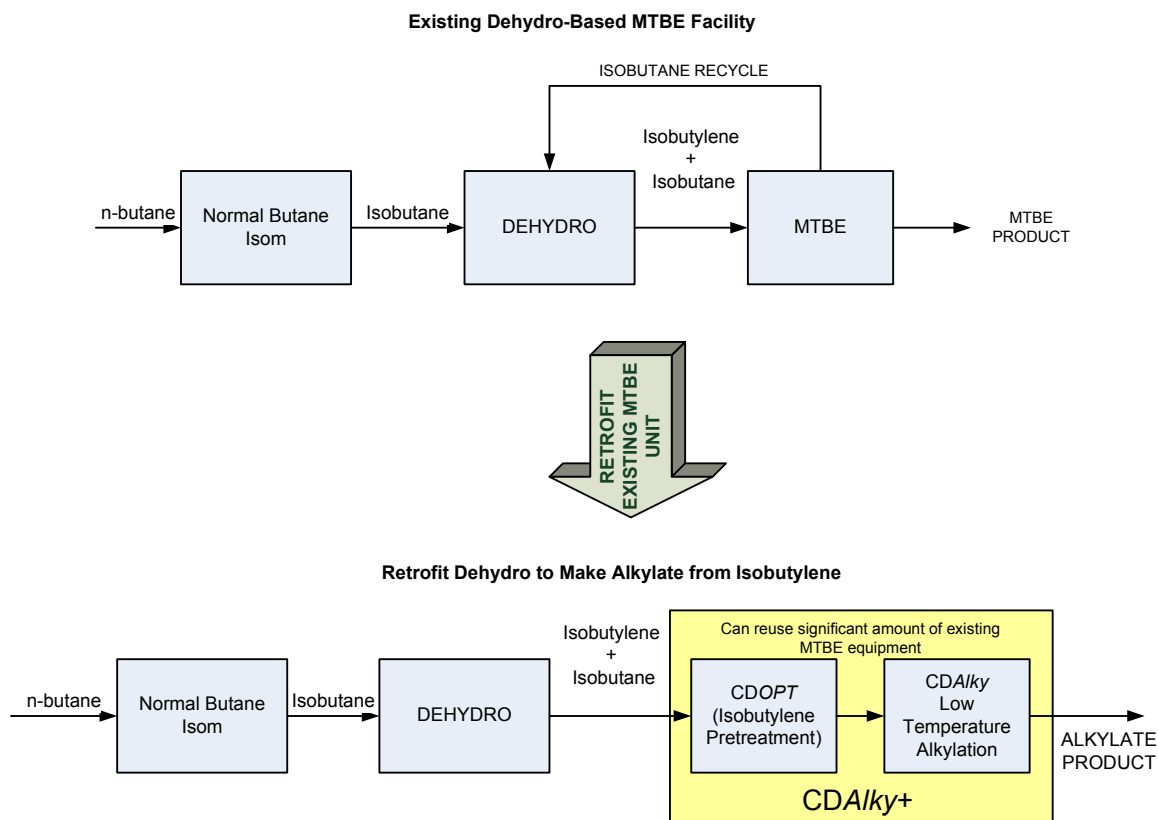 Existing Dehydro-Based MTBE Facility
ISOBUTANE RECYCLE
Isobutylene
+
Isobutane
n-butane
Normal Butane
Isom
Isobutane
DEHYDRO
MTBE
MTBE
PRODUCT
RETROFIT
EXISTING MTBE
UNIT
Retrofit Dehydro to Make Alkylate from Isobutylene
Isobutylene
+
Isobutane
Can reuse significant amount of existing
MTBE equipment
n-butane
Normal Butane
Isom
Isobutane
DEHYDRO
CDOPT
(Isobutylene
Pretreatment)
CDAlky
Low
Temperature
Alkylation
ALKYLATE
PRODUCT
CDAlky+